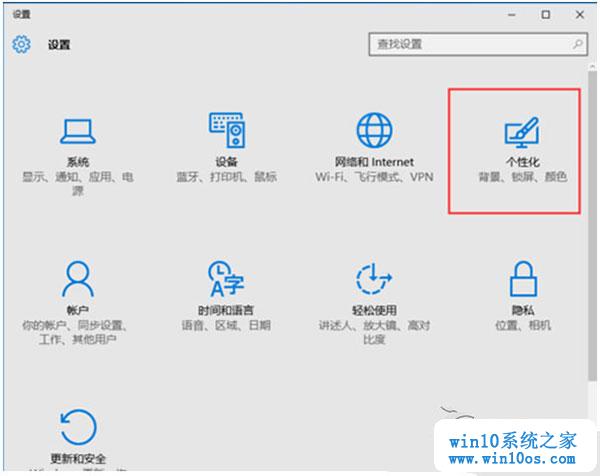 设置
设置
查找设置
系统
显示、通知、应用、电
源
设备
蓝牙、打印机、鼠标
网络和 Internet
Wi-Fi、飞行模式、VPN
个性化
背景、锁屏、颜色
帐户
你的帐户、同步设置、
工作、其他用户
时间和语言
语音、区域、日期
轻松使用
讲述人、放大镜、高对
比度
隐私
位置、相机
更新和安全
win10系统之家
www.win10os.com